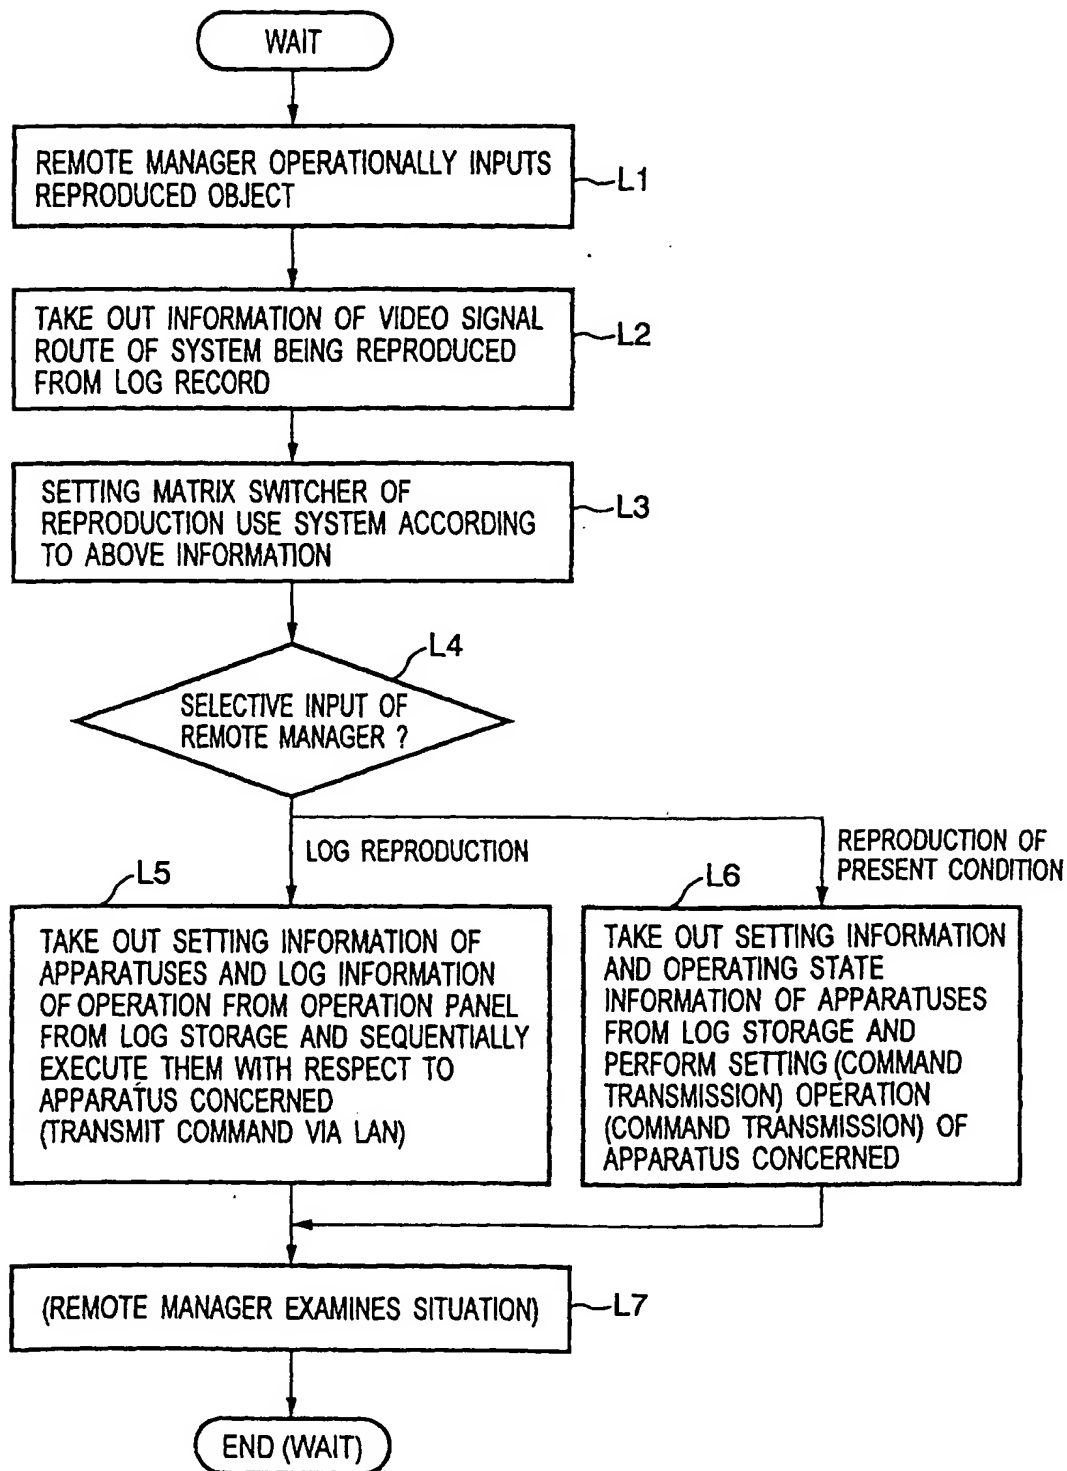 WAIT
REMOTE MANAGER OPERATIONALLY INPUTS
REPRODUCED OBJECT
L1
TAKE OUT INFORMATION OF VIDEO SIGNAL
ROUTE OF SYSTEM BEING REPRODUCED
FROM LOG RECORD
L2
SETTING MATRIX SWITCHER OF
REPRODUCTION USE SYSTEM ACCORDING
TO ABOVE INFORMATION
L3
L4
SELECTIVE INPUT OF
REMOTE MANAGER ?
LOG REPRODUCTION
REPRODUCTION OF
PRESENT CONDITION
L5
TAKE OUT SETTING INFORMATION OF
APPARATUSES AND LOG INFORMATION
OF OPERATION FROM OPERATION PANEL
FROM LOG STORAGE AND SEQUENTIALLY
EXECUTE THEM WITH RESPECT TO
APPARATUS CONCERNED
(TRANSMIT COMMAND VIA LAN)
L6
TAKE OUT SETTING INFORMATION
AND OPERATING STATE
INFORMATION OF APPARATUSES
FROM LOG STORAGE AND
PERFORM SETTING (COMMAND
TRANSMISSION) OPERATION
(COMMAND TRANSMISSION) OF
APPARATUS CONCERNED
(REMOTE MANAGER EXAMINES SITUATION)
L7
END (WAIT)